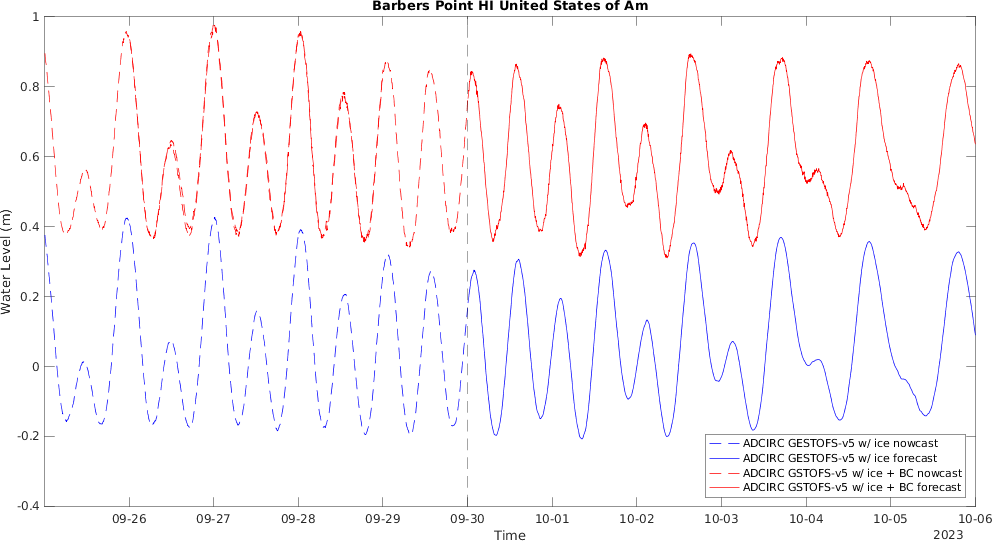 Barbers Point HI United States of Am
1
0.8
0.6
0.4
0.2
0
-0.2
-0.4
Water Level (m)
ADCIRC GESTOFS-v5 w/ ice nowcast
ADCIRC GESTOFS-v5 w/ ice forecast
ADCIRC GSTOFS-v5 w/ ice + BC nowcast
ADCIRC GSTOFS-v5 w/ ice + BC forecast
09-26 09-27 09-28 09-29 09-30 10-01 10-02 10-03 10-04 10-05 10-06
Time
2023